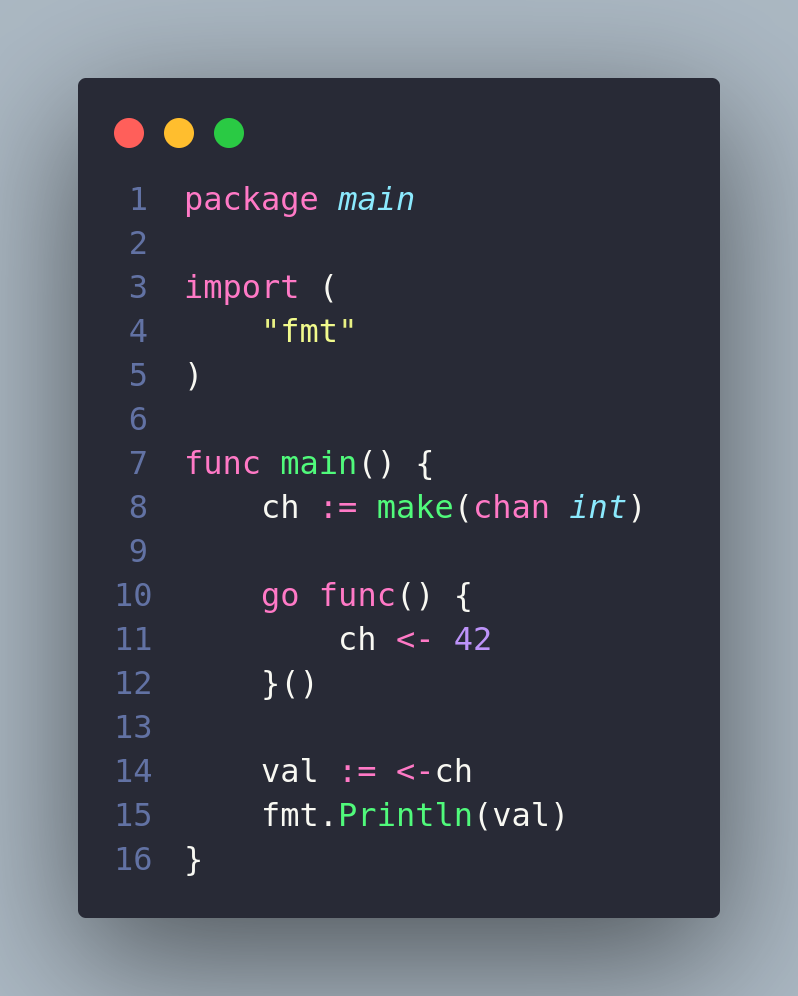 1 package main
2
3 import (
4     "fmt"
5 )
6
7 func main() {
8     ch := make(chan int)
9
10     go func() {
11         ch <- 42
12     }()
13
14     val := <-ch
15     fmt.Println(val)
16 }